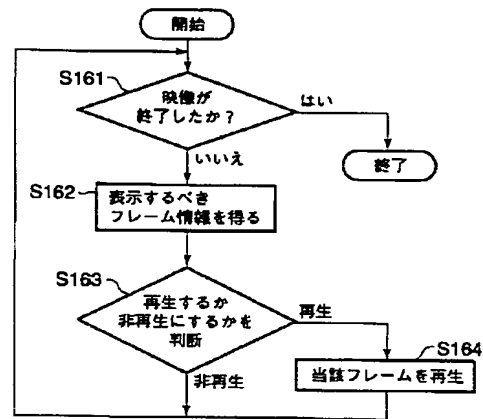 開始
S161
映像が
終了したか?
はい
終了
いいえ
S162
表示するべき
フレーム情報を得る
S163
再生するか
非再生にするかを
判断
再生
S164
当該フレームを再生
非再生